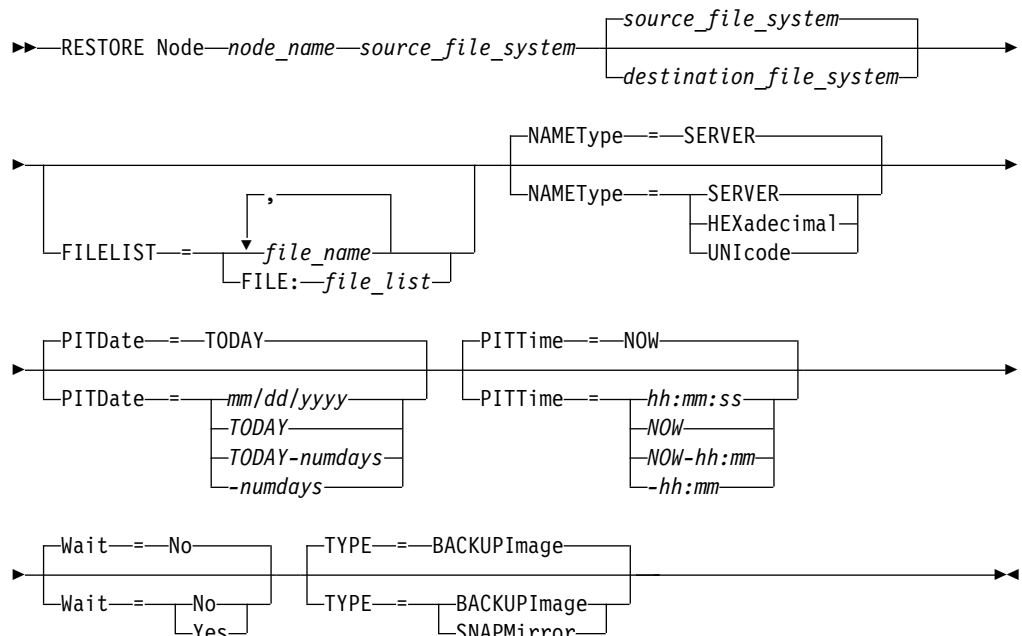 source_file_system
RESTORE Node node_name source_file_system
destination_file_system
NAMEType = SERVER
NAMEType = SERVER
,
HEXadecimal
FILELIST = file_name
UNIcode
FILE: file_list
PITDate = TODAY
PITTime = NOW
PITDate = mm/dd/yyyy
PITTime = hh:mm:ss
TODAY
NOW
TODAY-numdays
NOW-hh:mm
-numdays
-hh:mm
Wait = No
TYPE = BACKUPImage
Wait = No
TYPE = BACKUPImage
Yes
SNAPMirror